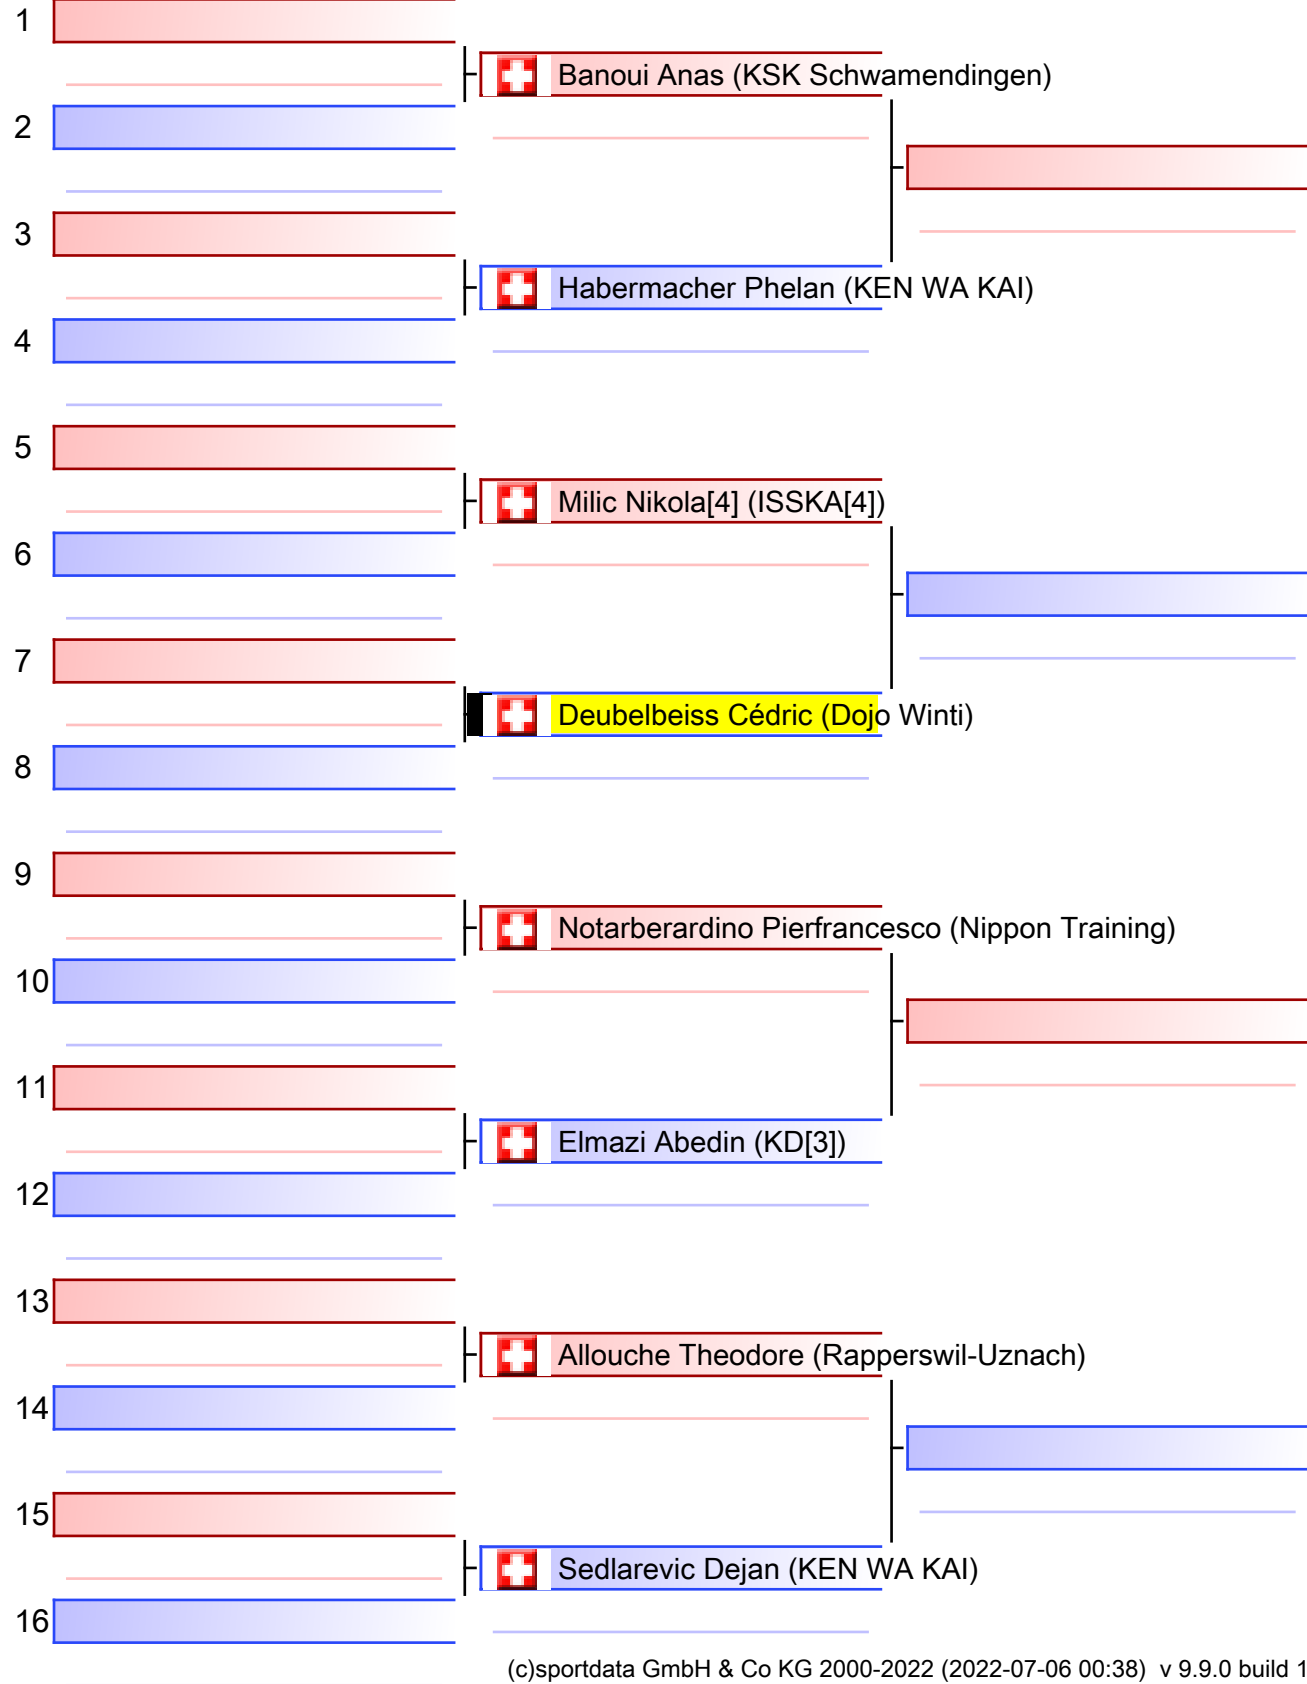 1
Banoui Anas (KSK Schwamendingen)
2
3
Habermacher Phelan (KEN WA KAI)
4
5
Milic Nikola[4] (ISSKA[4])
6
7
Deubelbeiss Cédric (Dojo Winti)
8
9
Notarberardino Pierfrancesco (Nippon Training)
10
11
Elmazi Abedin (KD[3])
12
13
Allouche Theodore (Rapperswil-Uznach)
14
15
Sedlarevic Dejan (KEN WA KAI)
16
(c)sportdata GmbH & Co KG 2000-2022 (2022-07-06 00:38) v 9.9.0 build 1